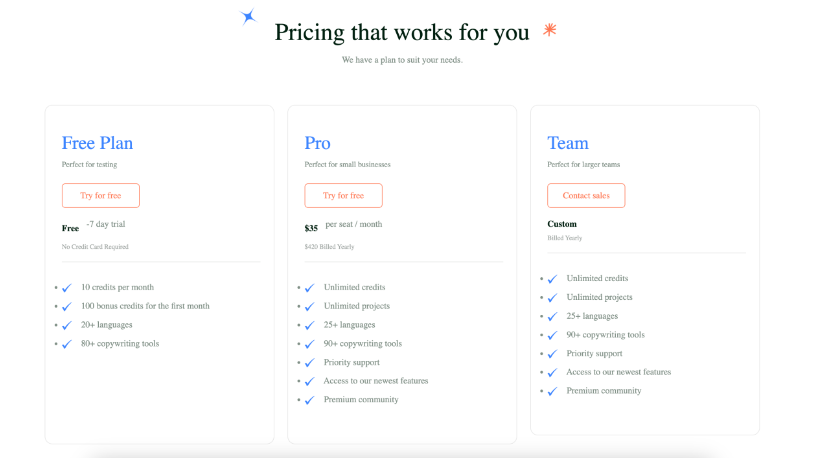 Pricing that works for you
We have a plan to suit your needs.
Free Plan
Perfect for testing
Try for free
Free -7 day trial
No Credit Card Required
10 credits per month
100 bonus credits for the first month
20+ languages
80+ copywriting tools
Pro
Perfect for small businesses
Try for free
$35 per seat / month
$420 Billed Yearly
Unlimited credits
Unlimited projects
25+ languages
90+ copywriting tools
Priority support
Access to our newest features
Premium community
Team
Perfect for larger teams
Contact sales
Custom
Billed Yearly
Unlimited credits
Unlimited projects
25+ languages
90+ copywriting tools
Priority support
Access to our newest features
Premium community